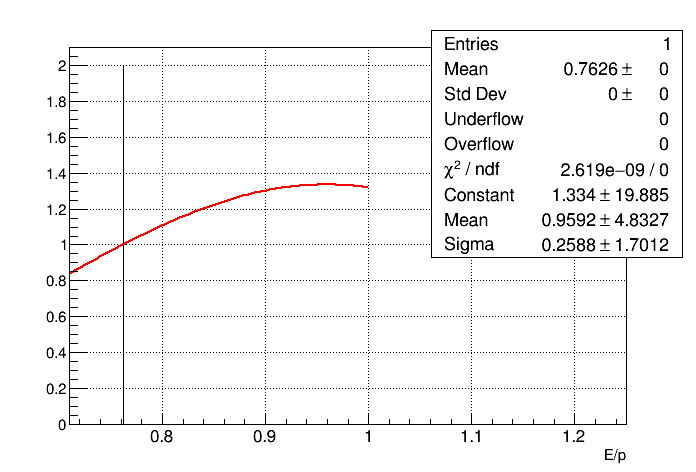 Entries 1
Mean 0.7626 ± 0
Std Dev 0 ± 0
Underflow 0
Overflow 0
χ² / ndf 2.619e−09 / 0
Constant 1.334 ± 19.885
Mean 0.9592 ± 4.8327
Sigma 0.2588 ± 1.7012
2
1.8
1.6
1.4
1.2
1
0.8
0.6
0.4
0.2
0
0.8 0.9 1 1.1 1.2
E/p